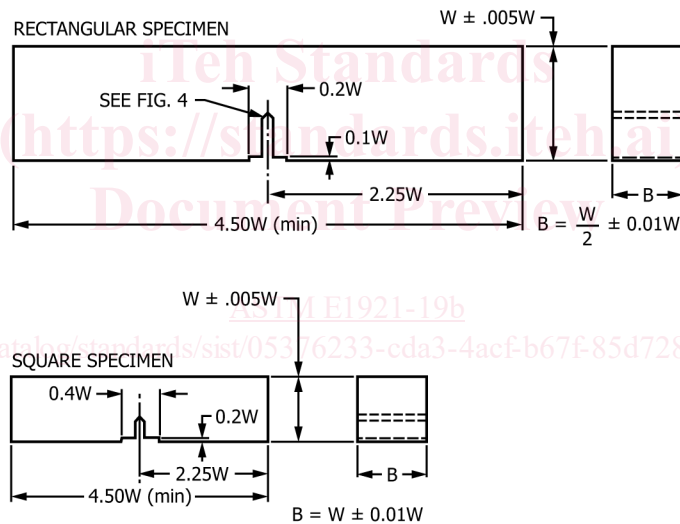 RECTANGULAR SPECIMEN
W ± .005W
SEE FIG. 4
0.2W
0.1W
2.25W
4.50W (min)
B
B = W/2 ± 0.01W
iTeh Standards
(https://standards.iteh.ai
Document Preview
ASTM E1921-19b
atalog/standards/sist/05376233-cda3-4acf-b67f-85d728
W ± .005W
SQUARE SPECIMEN
0.4W
0.2W
2.25W
4.50W (min)
B
B = W ± 0.01W